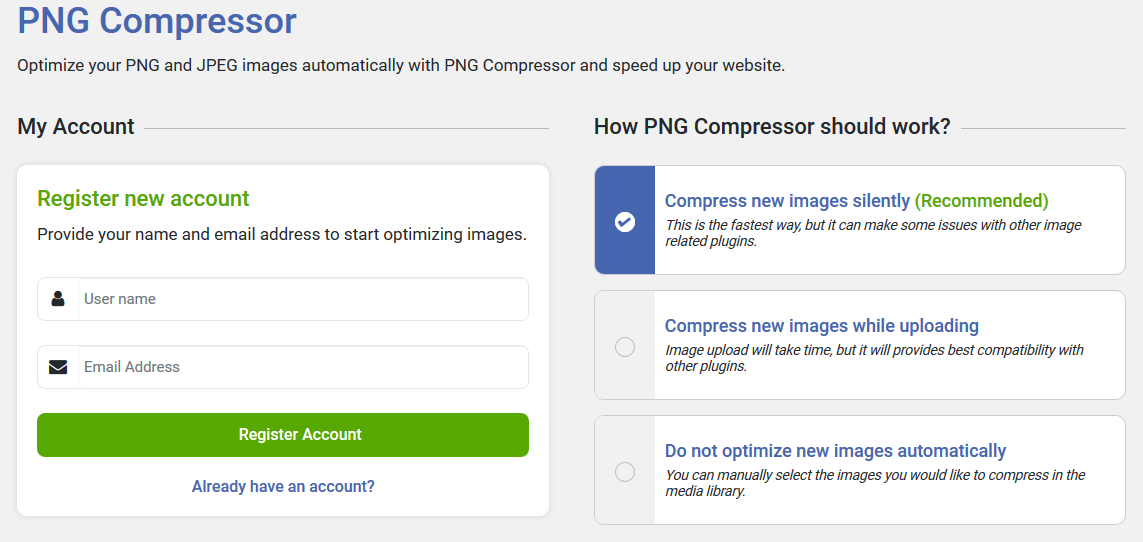 PNG Compressor
Optimize your PNG and JPEG images automatically with PNG Compressor and speed up your website.
My Account
Register new account
Provide your name and email address to start optimizing images.
User name
Email Address
Register Account
Already have an account?
How PNG Compressor should work?
Compress new images silently (Recommended)
This is the fastest way, but it can make some issues with other image
related plugins.
Compress new images while uploading
Image upload will take time, but it will provides best compatibility with
other plugins.
Do not optimize new images automatically
You can manually select the images you would like to compress in the
media library.